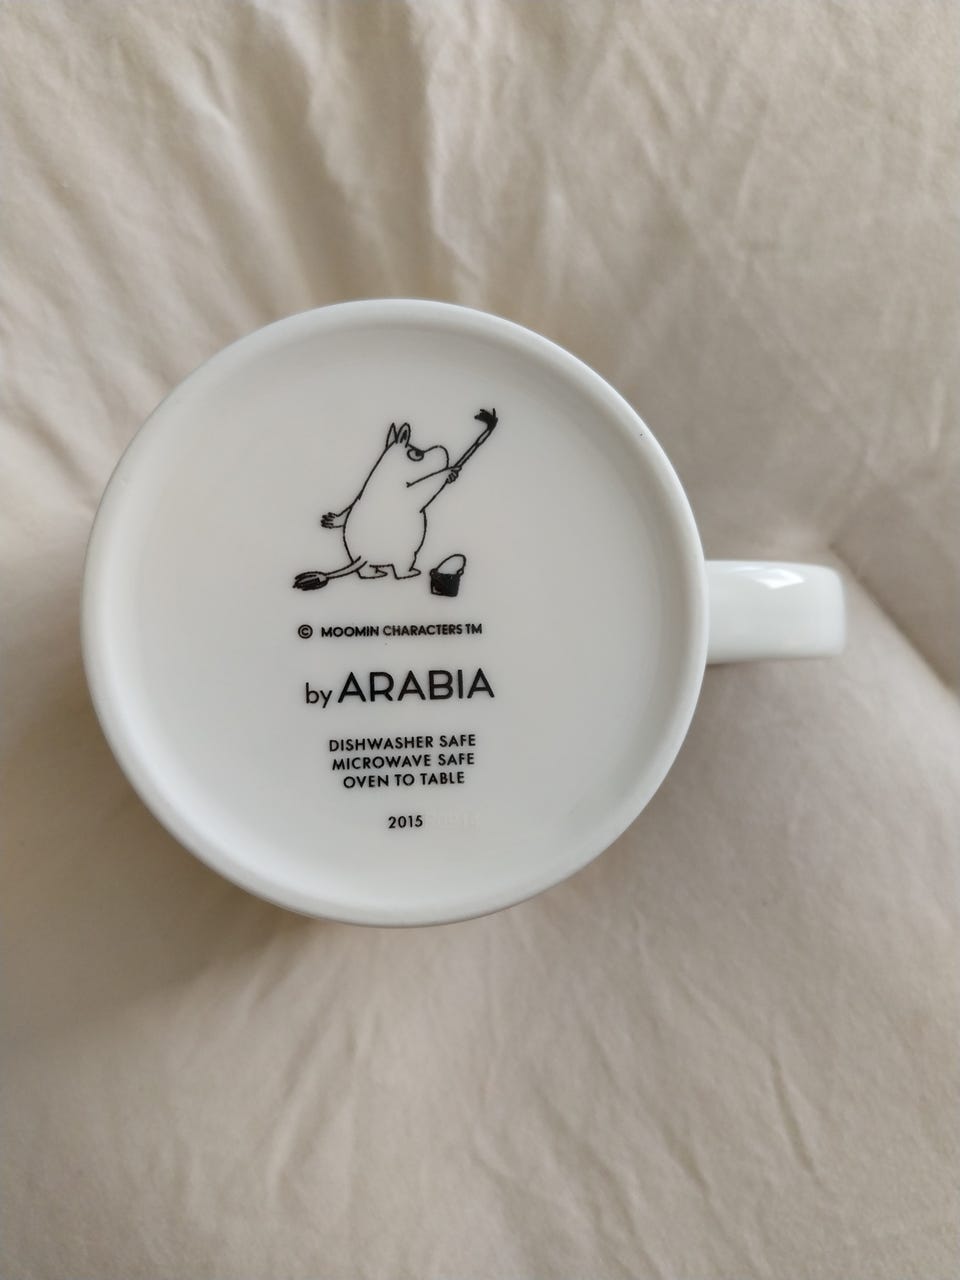 © MOOMIN CHARACTERS TM
by ARABIA
DISHWASHER SAFE
MICROWAVE SAFE
OVEN TO TABLE
2015